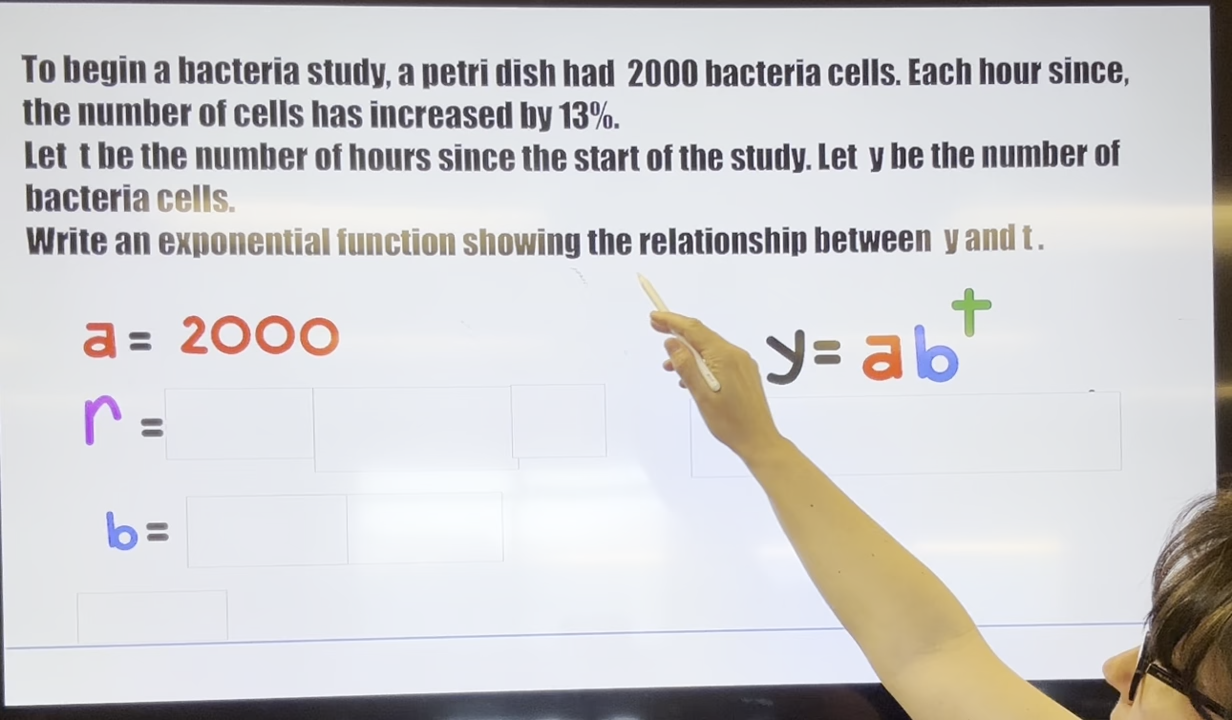 To begin a bacteria study, a petri dish had 2000 bacteria cells. Each hour since,
the number of cells has increased by 13%.
Let t be the number of hours since the start of the study. Let y be the number of
bacteria cells.
Write an exponential function showing the relationship between y and t.
a = 2000
y = ab^t
r =
b =